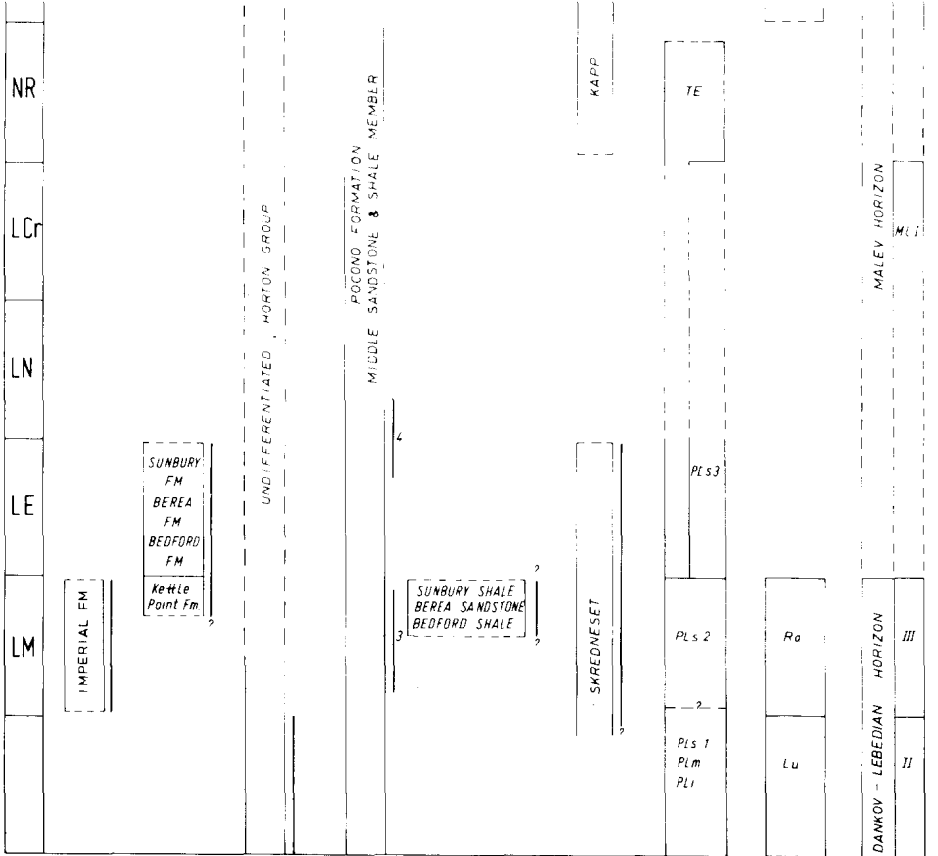 NR
LCr
LN
LE
LM
IMPERIAL FM
SUNBURY
FM
BEREA
FM
BEDFORD
FM
Kettle
Point Fm
?
UNDIFFERENTIATED, HORTON GROUP
POCONO FORMATION
MIDDLE SANDSTONE & SHALE MEMBER
4
3
SUNBURY SHALE
BEREA SANDSTONE
BEDFORD SHALE
?
?
KAPP
SKREDNESET
?
TE
PLs3
PLs 2
?
PLs 1
PLm
PLi
Ra
Lu
MALEV HORIZON
DANKOV - LEBEDIAN HORIZON
III
II